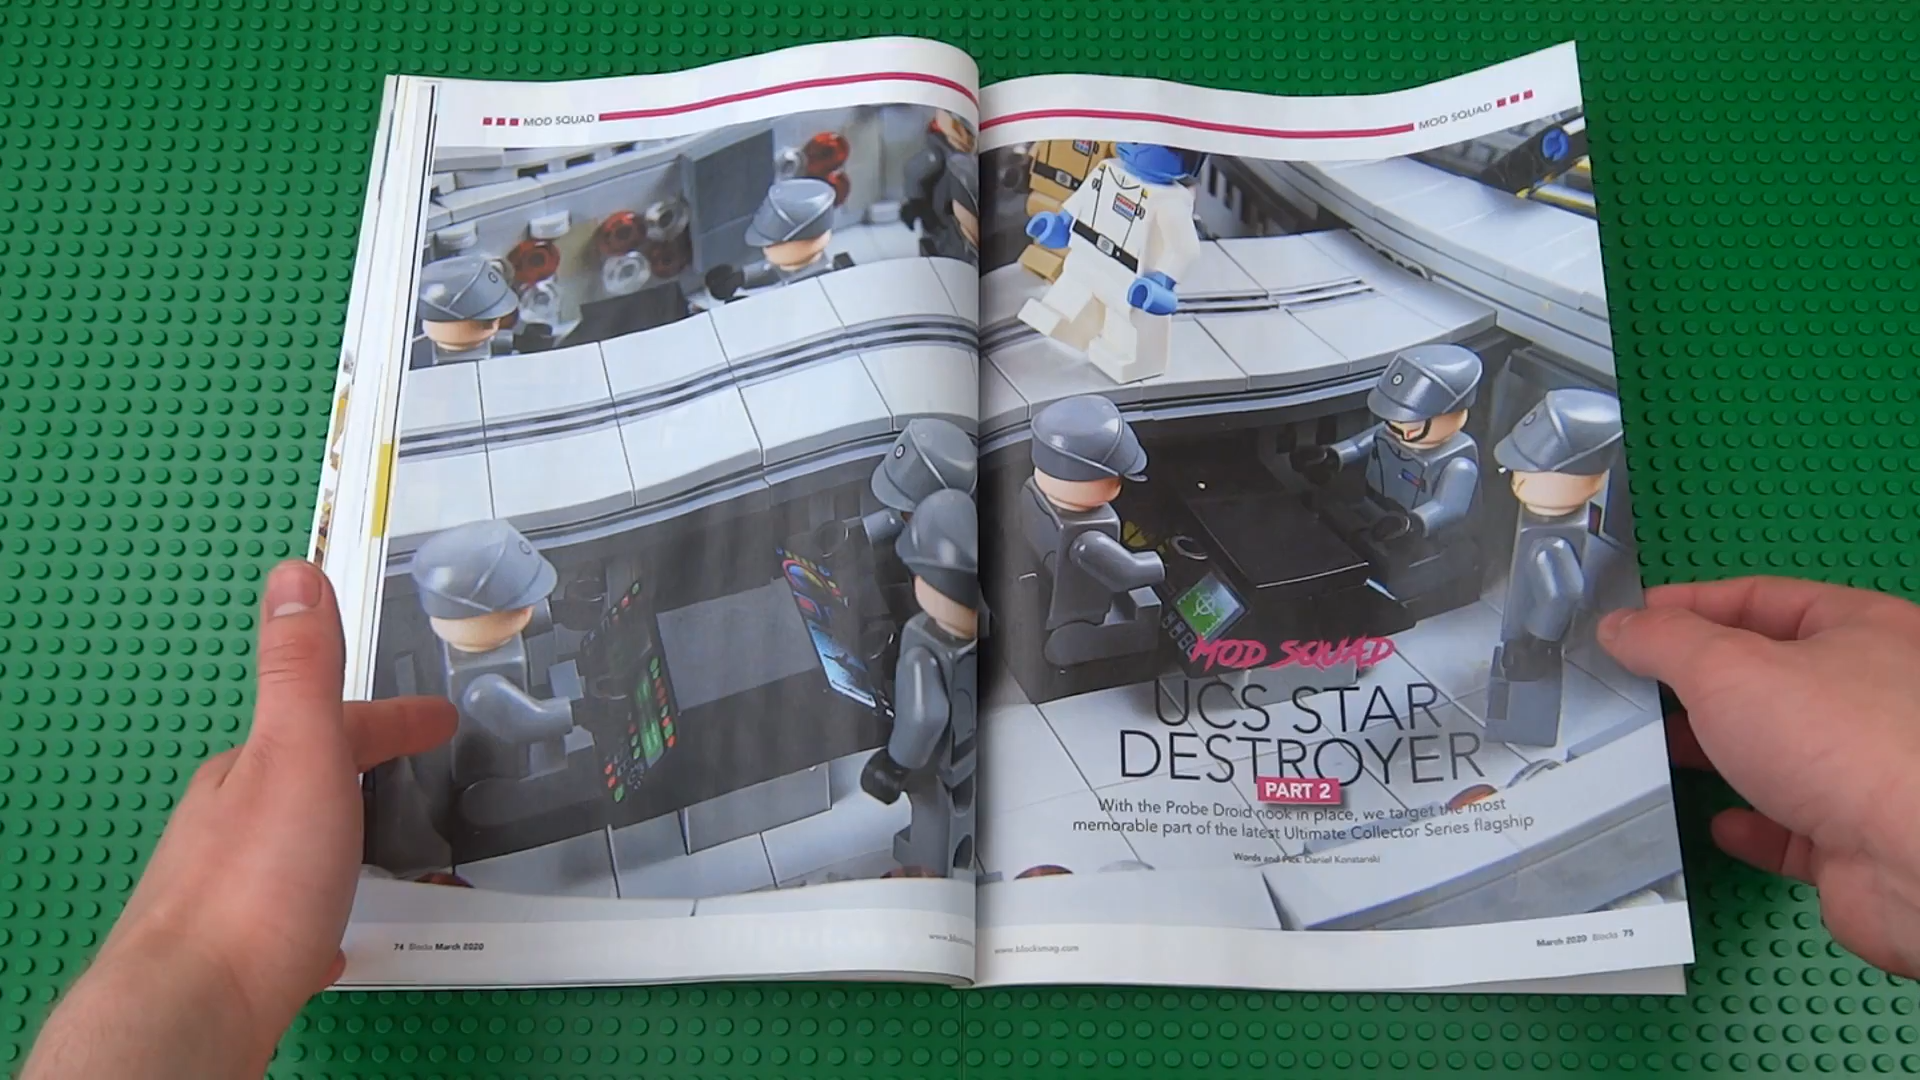 MOD SQUAD
MOD SQUAD
MOD SQUAD
UCS STAR
DESTROYER
PART 2
With the Probe Droid nook in place, we target the most
memorable part of the latest Ultimate Collector Series flagship
Words and Pics: Daniel Konstanski
74 Blocks March 2020
www.blocksmag.com
March 2020 Blocks 75